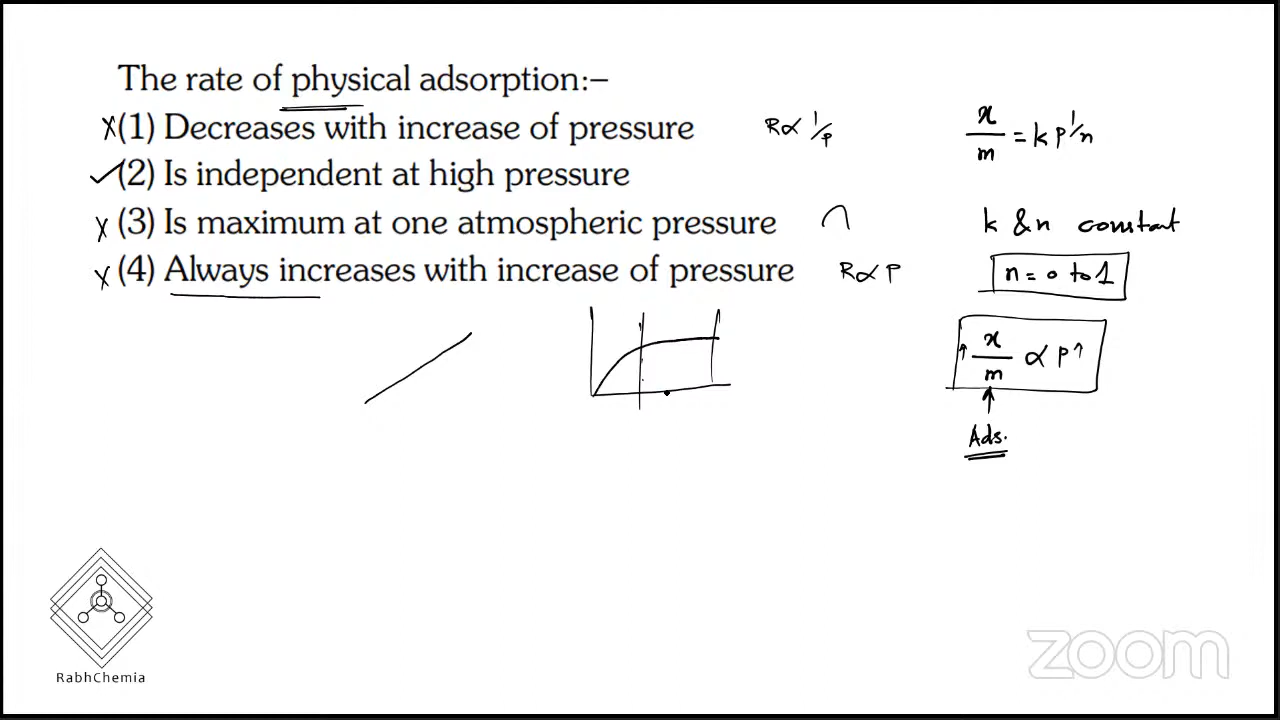 The rate of physical adsorption:–
x (1) Decreases with increase of pressure R∝ 1/P
✓ (2) Is independent at high pressure
x (3) Is maximum at one atmospheric pressure
x (4) Always increases with increase of pressure R∝ P
x/m = k P^1/n
k & n constant
n = 0 to 1
↑ x/m ∝ P↑
↑
Ads.
RabhChemia
zoom